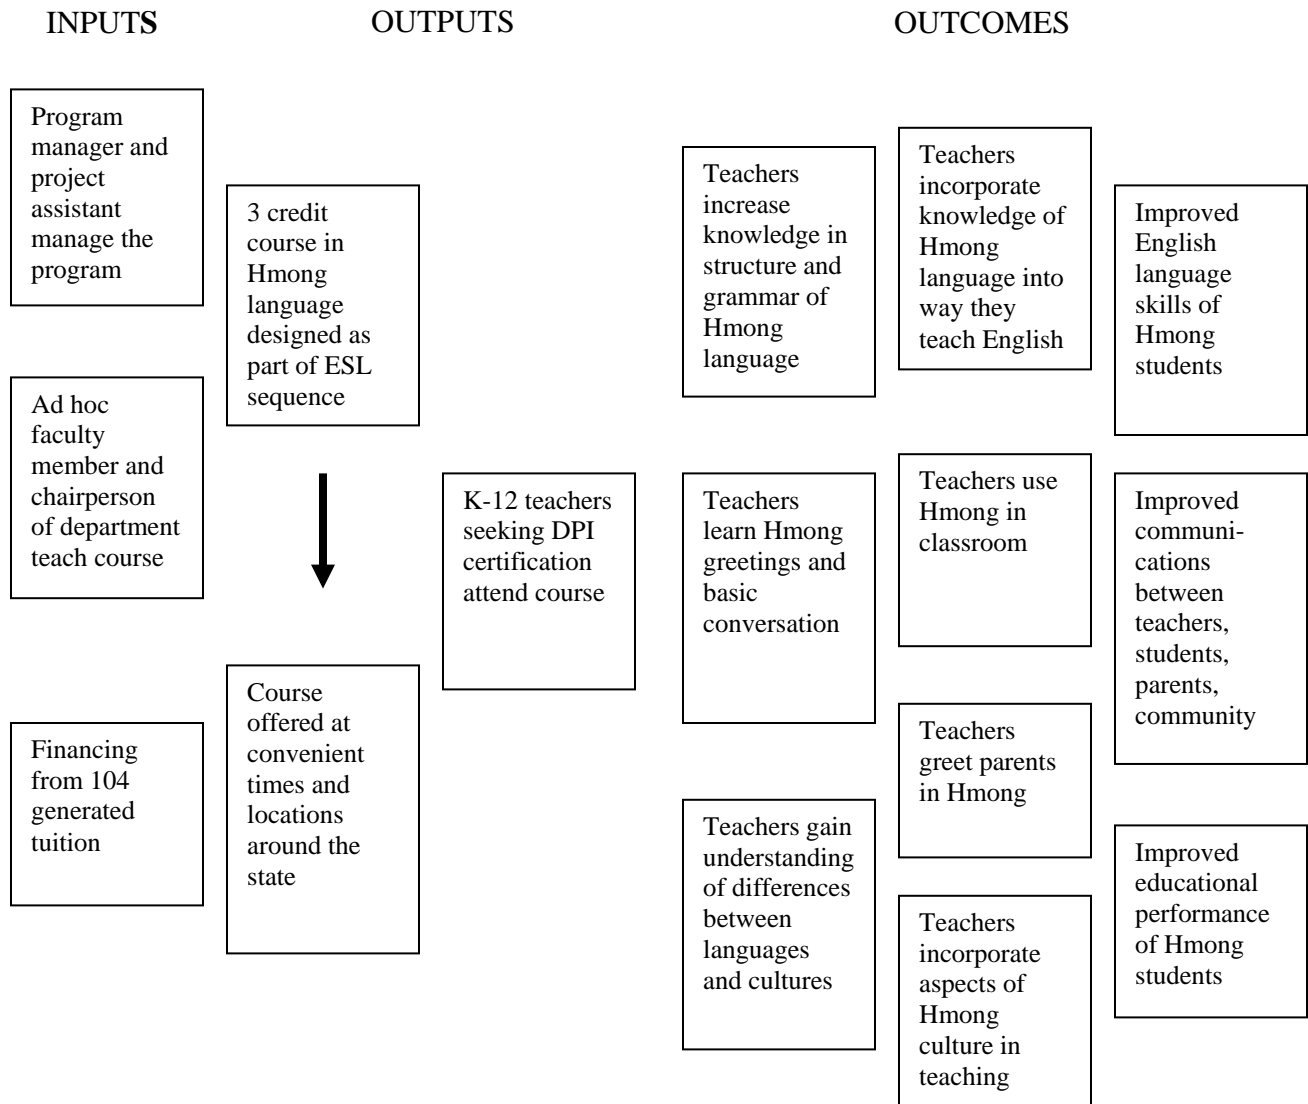 INPUTS
OUTPUTS
OUTCOMES
Program
manager and
project
assistant
manage the
program
Ad hoc
faculty
member and
chairperson
of department
teach course
Financing
from 104
generated
tuition
3 credit
course in
Hmong
language
designed as
part of ESL
sequence
Course
offered at
convenient
times and
locations
around the
state
K-12 teachers
seeking DPI
certification
attend course
Teachers
increase
knowledge in
structure and
grammar of
Hmong
language
Teachers
learn Hmong
greetings and
basic
conversation
Teachers gain
understanding
of differences
between
languages
and cultures
Teachers
incorporate
knowledge of
Hmong
language into
way they
teach English
Teachers use
Hmong in
classroom
Teachers
greet parents
in Hmong
Teachers
incorporate
aspects of
Hmong
culture in
teaching
Improved
English
language
skills of
Hmong
students
Improved
communi-
cations
between
teachers,
students,
parents,
community
Improved
educational
performance
of Hmong
students